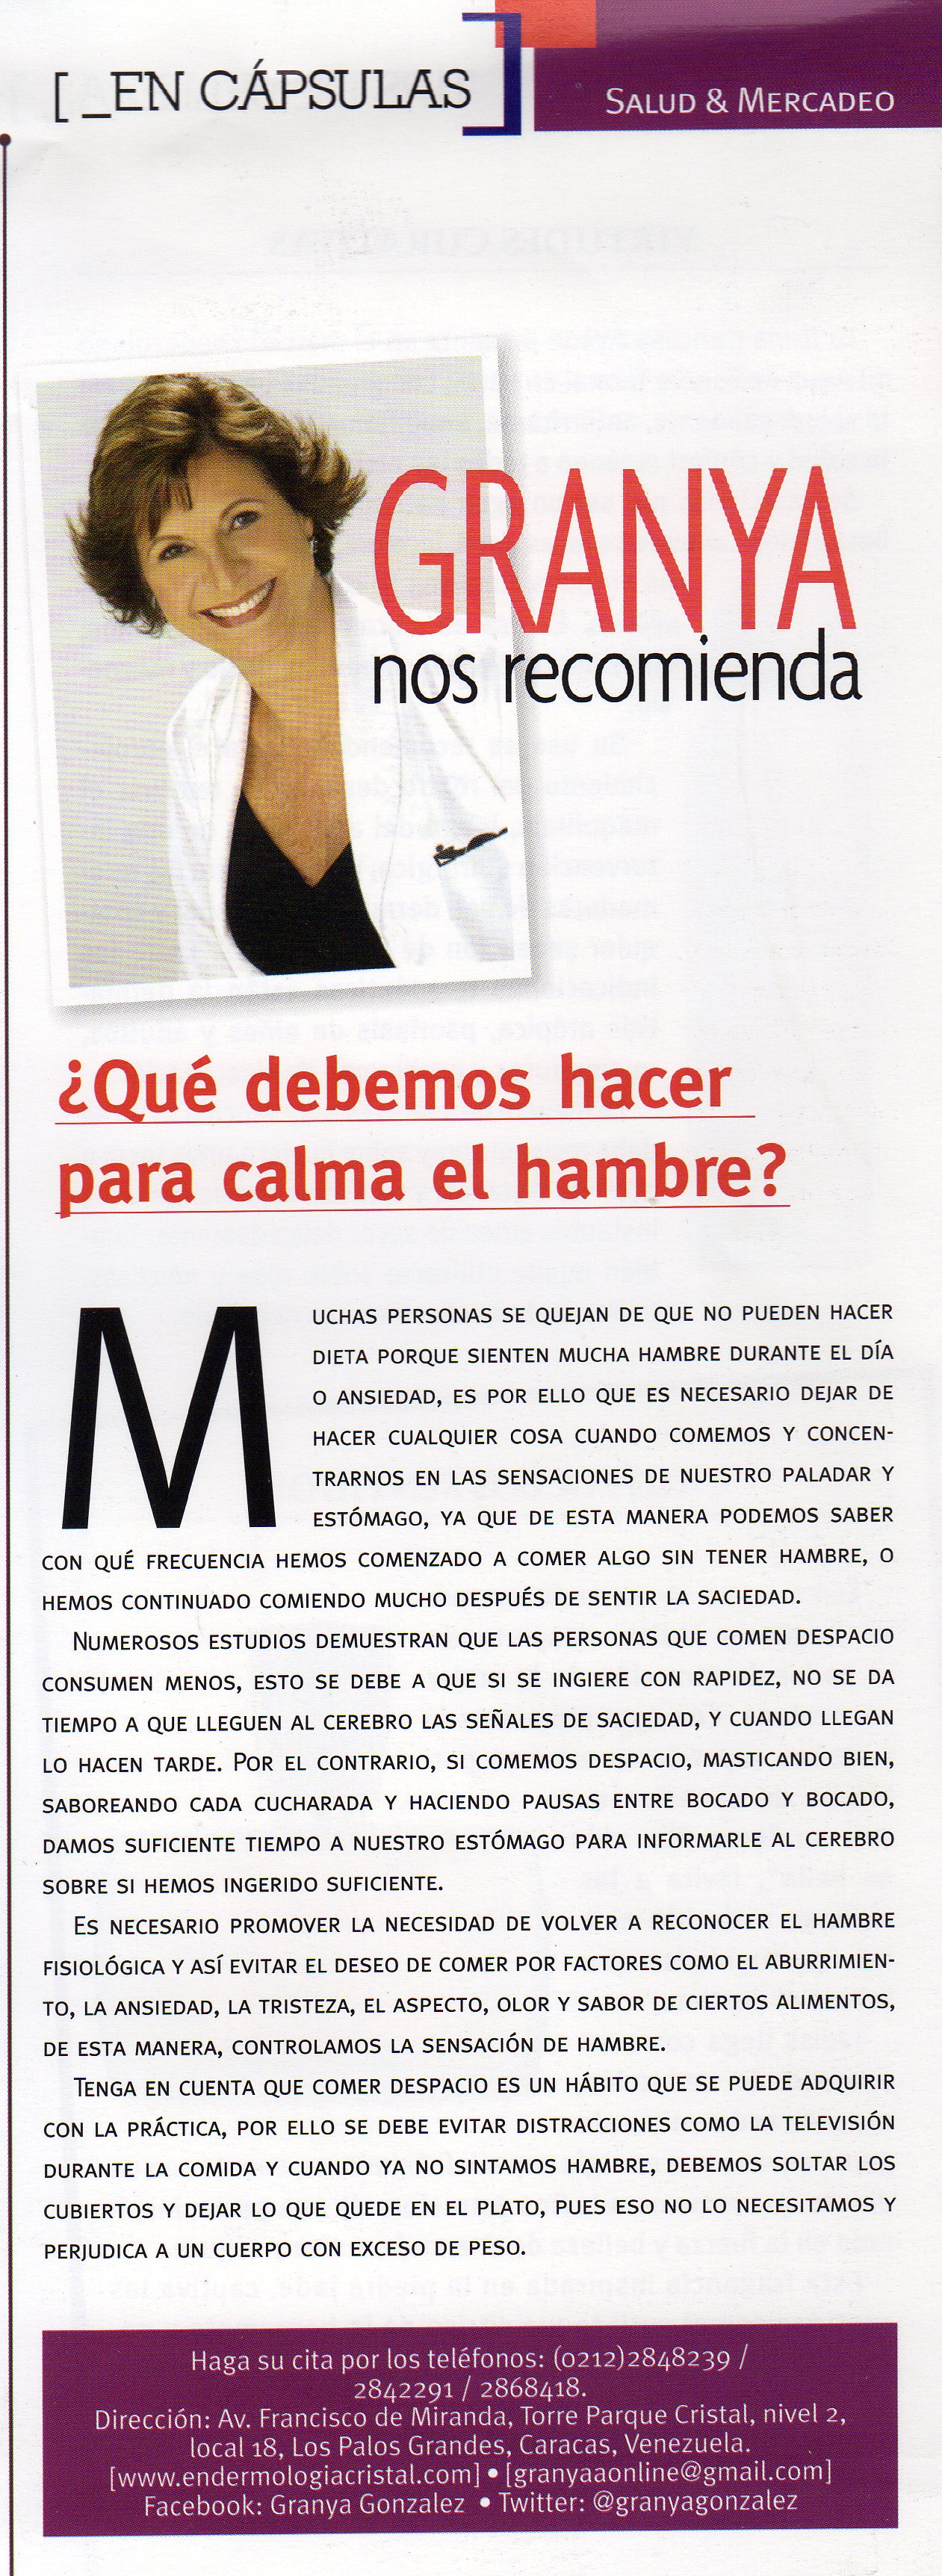 [ _EN CÁPSULAS ]
SALUD & MERCADEO
GRANYA
nos recomienda
¿Qué debemos hacer
para calma el hambre?
MUCHAS PERSONAS SE QUEJAN DE QUE NO PUEDEN HACER
DIETA PORQUE SIENTEN MUCHA HAMBRE DURANTE EL DÍA
O ANSIEDAD, ES POR ELLO QUE ES NECESARIO DEJAR DE
HACER CUALQUIER COSA CUANDO COMEMOS Y CONCEN-
TRARNOS EN LAS SENSACIONES DE NUESTRO PALADAR Y
ESTÓMAGO, YA QUE DE ESTA MANERA PODEMOS SABER
CON QUÉ FRECUENCIA HEMOS COMENZADO A COMER ALGO SIN TENER HAMBRE, O
HEMOS CONTINUADO COMIENDO MUCHO DESPUÉS DE SENTIR LA SACIEDAD.
NUMEROSOS ESTUDIOS DEMUESTRAN QUE LAS PERSONAS QUE COMEN DESPACIO
CONSUMEN MENOS, ESTO SE DEBE A QUE SI SE INGIERE CON RAPIDEZ, NO SE DA
TIEMPO A QUE LLEGUEN AL CEREBRO LAS SEÑALES DE SACIEDAD, Y CUANDO LLEGAN
LO HACEN TARDE. POR EL CONTRARIO, SI COMEMOS DESPACIO, MASTICANDO BIEN,
SABOREANDO CADA CUCHARADA Y HACIENDO PAUSAS ENTRE BOCADO Y BOCADO,
DAMOS SUFICIENTE TIEMPO A NUESTRO ESTÓMAGO PARA INFORMARLE AL CEREBRO
SOBRE SI HEMOS INGERIDO SUFICIENTE.
ES NECESARIO PROMOVER LA NECESIDAD DE VOLVER A RECONOCER EL HAMBRE
FISIOLÓGICA Y ASÍ EVITAR EL DESEO DE COMER POR FACTORES COMO EL ABURRIMIEN-
TO, LA ANSIEDAD, LA TRISTEZA, EL ASPECTO, OLOR Y SABOR DE CIERTOS ALIMENTOS,
DE ESTA MANERA, CONTROLAMOS LA SENSACIÓN DE HAMBRE.
TENGA EN CUENTA QUE COMER DESPACIO ES UN HÁBITO QUE SE PUEDE ADQUIRIR
CON LA PRÁCTICA, POR ELLO SE DEBE EVITAR DISTRACCIONES COMO LA TELEVISIÓN
DURANTE LA COMIDA Y CUANDO YA NO SINTAMOS HAMBRE, DEBEMOS SOLTAR LOS
CUBIERTOS Y DEJAR LO QUE QUEDE EN EL PLATO, PUES ESO NO LO NECESITAMOS Y
PERJUDICA A UN CUERPO CON EXCESO DE PESO.
Haga su cita por los teléfonos: (0212)2848239 /
2842291 / 2868418.
Dirección: Av. Francisco de Miranda, Torre Parque Cristal, nivel 2,
local 18, Los Palos Grandes, Caracas, Venezuela.
[www.endermologiacristal.com] • [granyaaonline@gmail.com]
Facebook: Granya Gonzalez • Twitter: @granyagonzalez